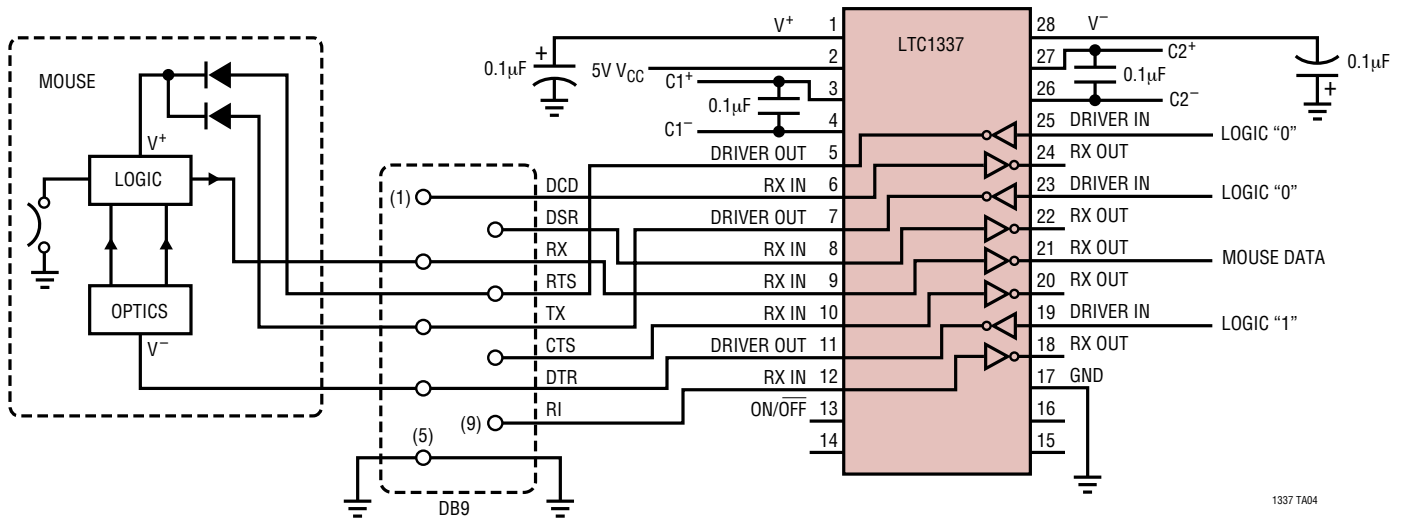 MOUSE
V+
LOGIC
OPTICS
V−
(1)
DCD
DSR
RX
RTS
TX
CTS
DTR
(9)
RI
(5)
DB9
0.1µF
+
5V VCC
C1+
0.1µF
C1−
V+
1
2
3
4
DRIVER OUT 5
RX IN 6
DRIVER OUT 7
RX IN 8
RX IN 9
RX IN 10
DRIVER OUT 11
RX IN 12
ON/OFF 13
14
LTC1337
28 V−
27
26
C2+
0.1µF
C2−
0.1µF
+
25 DRIVER IN
LOGIC “0”
24 RX OUT
23 DRIVER IN
LOGIC “0”
22 RX OUT
21 RX OUT
MOUSE DATA
20 RX OUT
19 DRIVER IN
LOGIC “1”
18 RX OUT
17 GND
16
15
1337 TA04